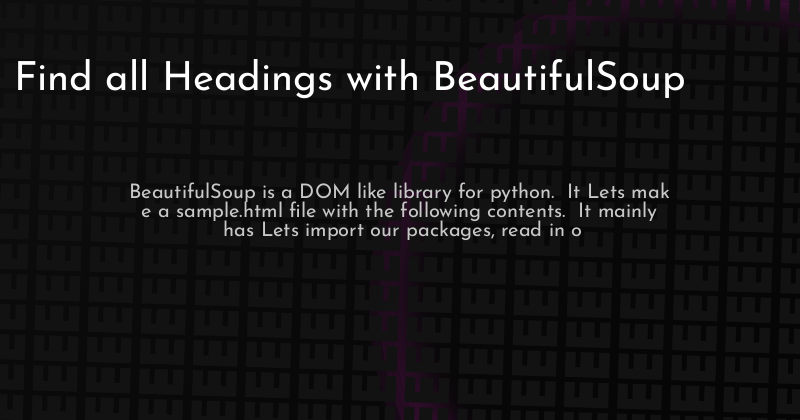 Find all Headings with BeautifulSoup
BeautifulSoup is a DOM like library for python.  It Lets mak
e a sample.html file with the following contents.  It mainly
has Lets import our packages, read in o